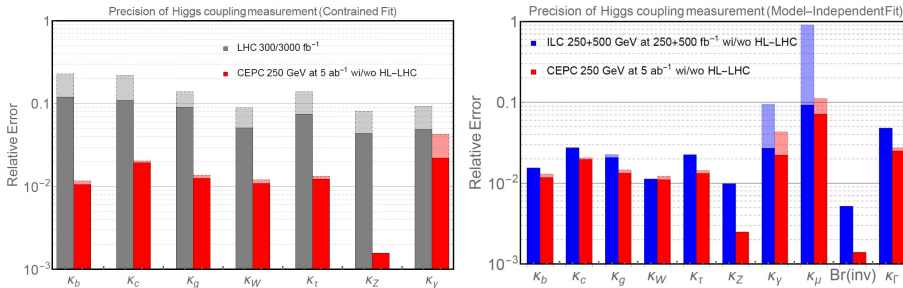 Precision of Higgs coupling measurement (Contrained Fit)
LHC 300/3000 fb⁻¹
CEPC 250 GeV at 5 ab⁻¹ wi/wo HL−LHC
Relative Error
1
0.1
10⁻²
10⁻³
κb κc κg κW κτ κZ κγ
Precision of Higgs coupling measurement (Model−Independent Fit)
ILC 250+500 GeV at 250+500 fb⁻¹ wi/wo HL−LHC
CEPC 250 GeV at 5 ab⁻¹ wi/wo HL−LHC
Relative Error
1
0.1
10⁻²
10⁻³
κb κc κg κW κτ κZ κγ κμ Br(inv) κΓ